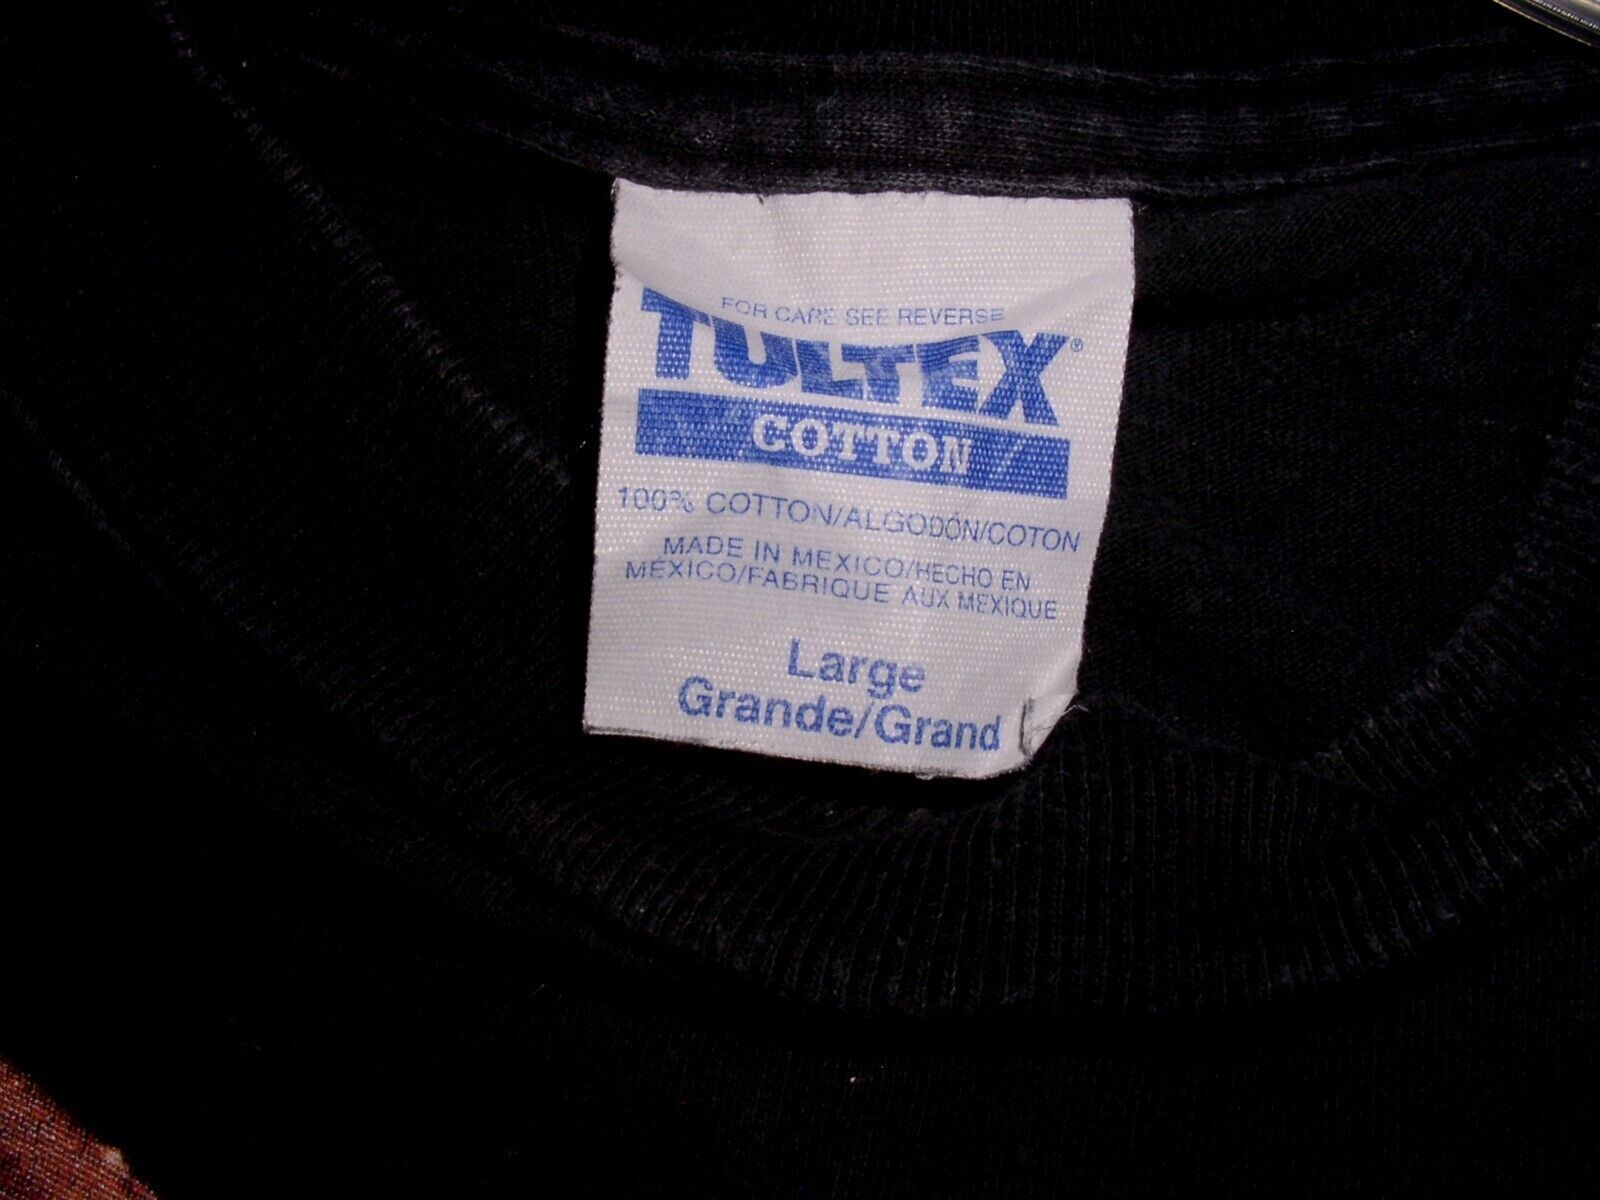 FOR CARE SEE REVERSE
TULTEX®
COTTON
100% COTTON/ALGODÓN/COTON
MADE IN MEXICO/HECHO EN
MÉXICO/FABRIQUE AUX MEXIQUE
Large
Grande/Grand